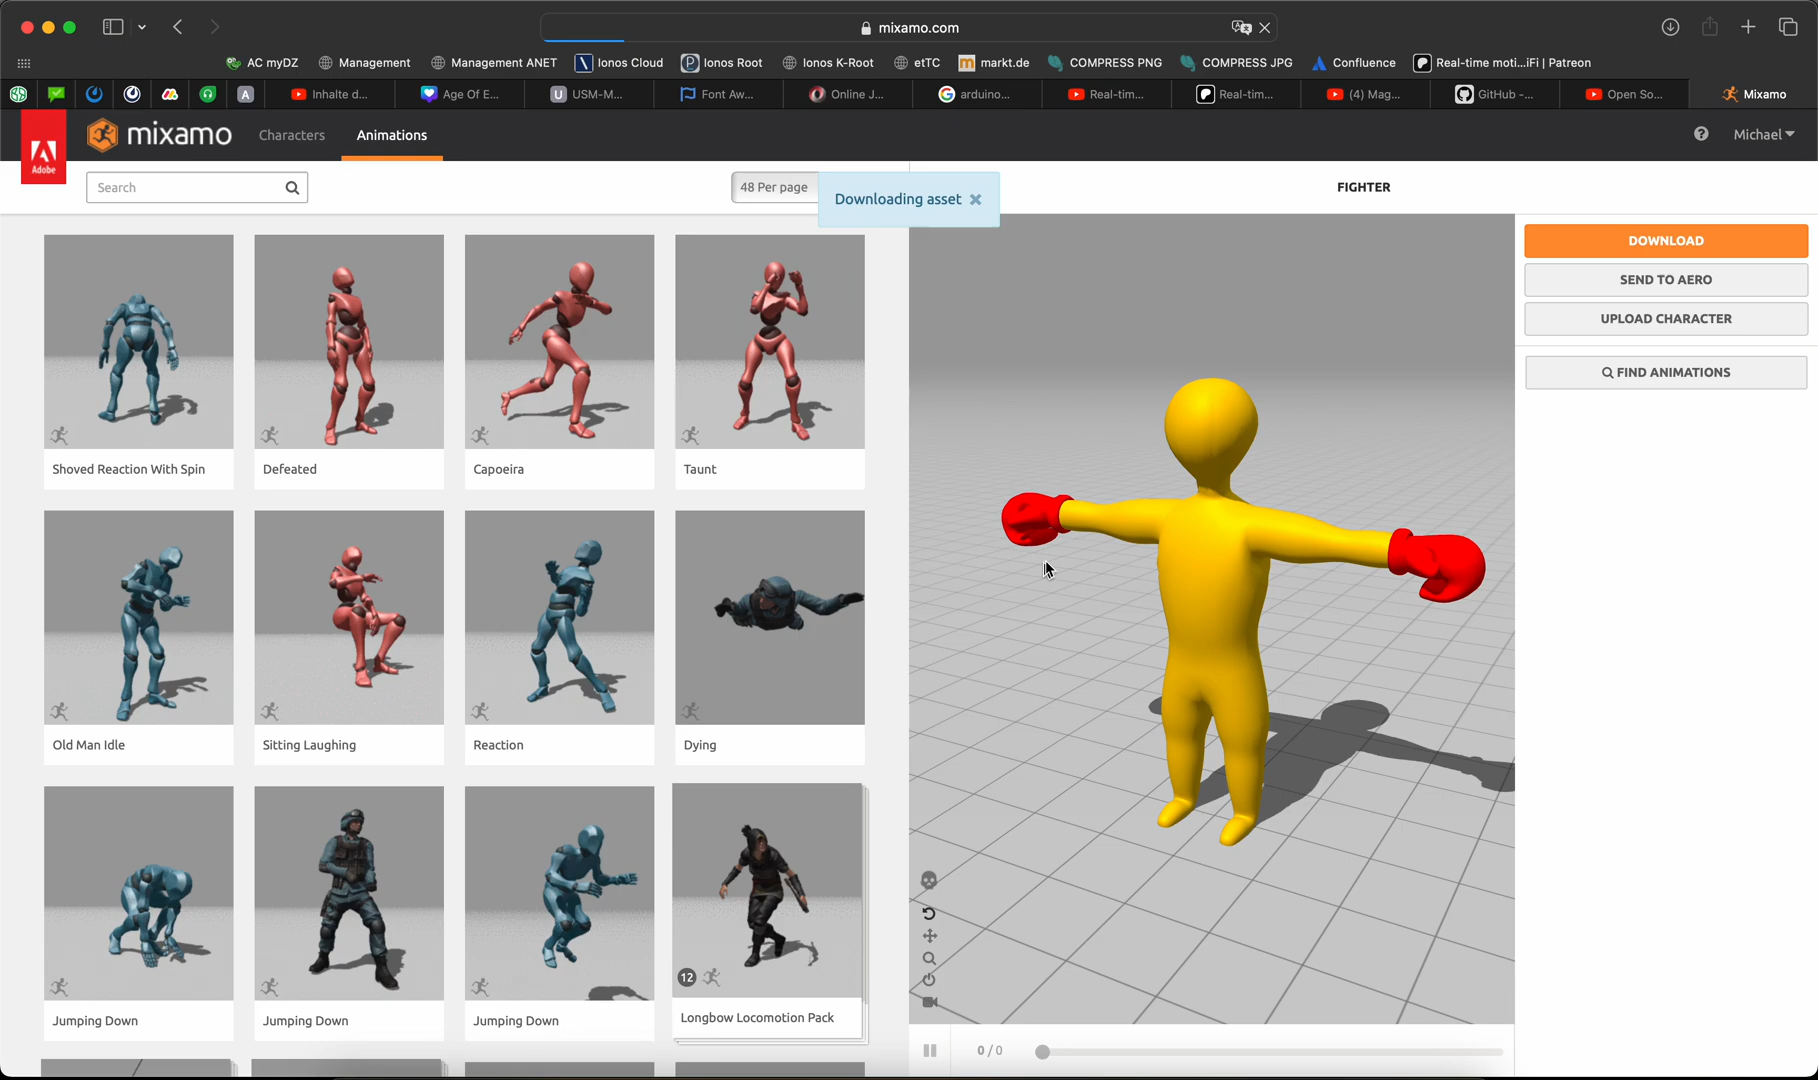 mixamo.com
AC myDZ
Management
Management ANET
Ionos Cloud
Ionos Root
Ionos K-Root
etTC
markt.de
COMPRESS PNG
COMPRESS JPG
Confluence
Real-time moti...iFi | Patreon
A
Inhalte d...
Age Of E...
USM-M...
Font Aw...
Online J...
arduino...
Real-tim...
Real-tim...
(4) Mag...
GitHub -...
Open So...
Mixamo
Adobe
mixamo
Characters
Animations
Michael
Search
48 Per page
Downloading asset
FIGHTER
DOWNLOAD
SEND TO AERO
UPLOAD CHARACTER
FIND ANIMATIONS
Shoved Reaction With Spin
Defeated
Capoeira
Taunt
Old Man Idle
Sitting Laughing
Reaction
Dying
Jumping Down
Jumping Down
Jumping Down
12
Longbow Locomotion Pack
0 / 0